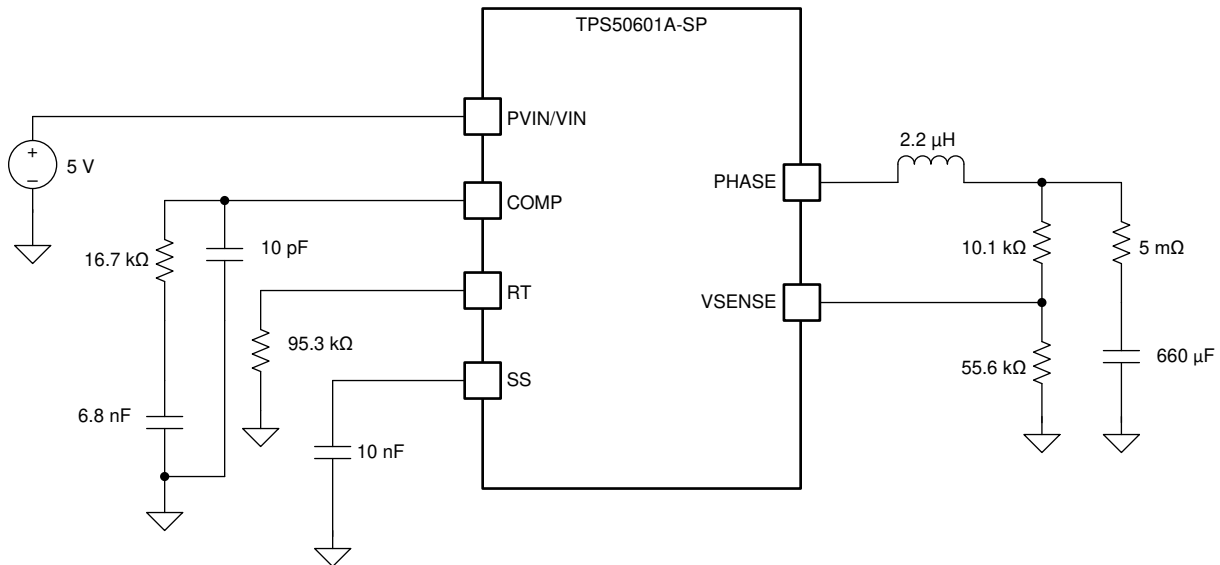 TPS50601A-SP
PVIN/VIN
+
5 V
–
2.2 µH
PHASE
COMP
10 pF
16.7 kΩ
10.1 kΩ
5 mΩ
RT
VSENSE
95.3 kΩ
55.6 kΩ
660 µF
SS
6.8 nF
10 nF